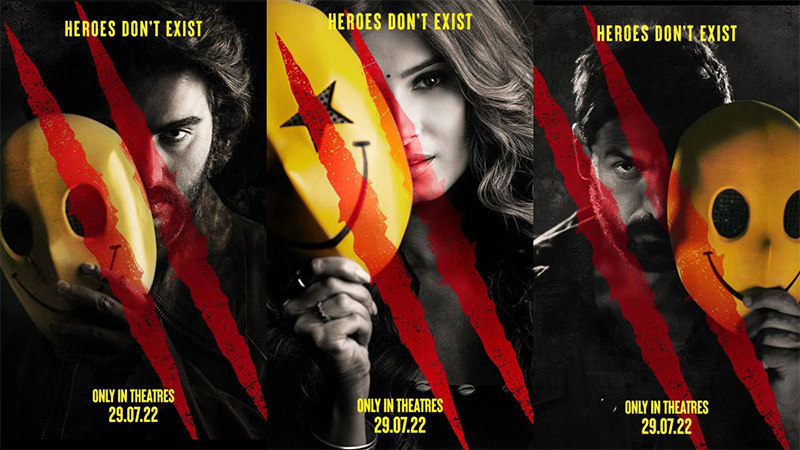 HEROES DON'T EXIST
ONLY IN THEATRES
29.07.22
HEROES DON'T EXIST
ONLY IN THEATRES
29.07.22
HEROES DON'T EXIST
ONLY IN THEATRES
29.07.22